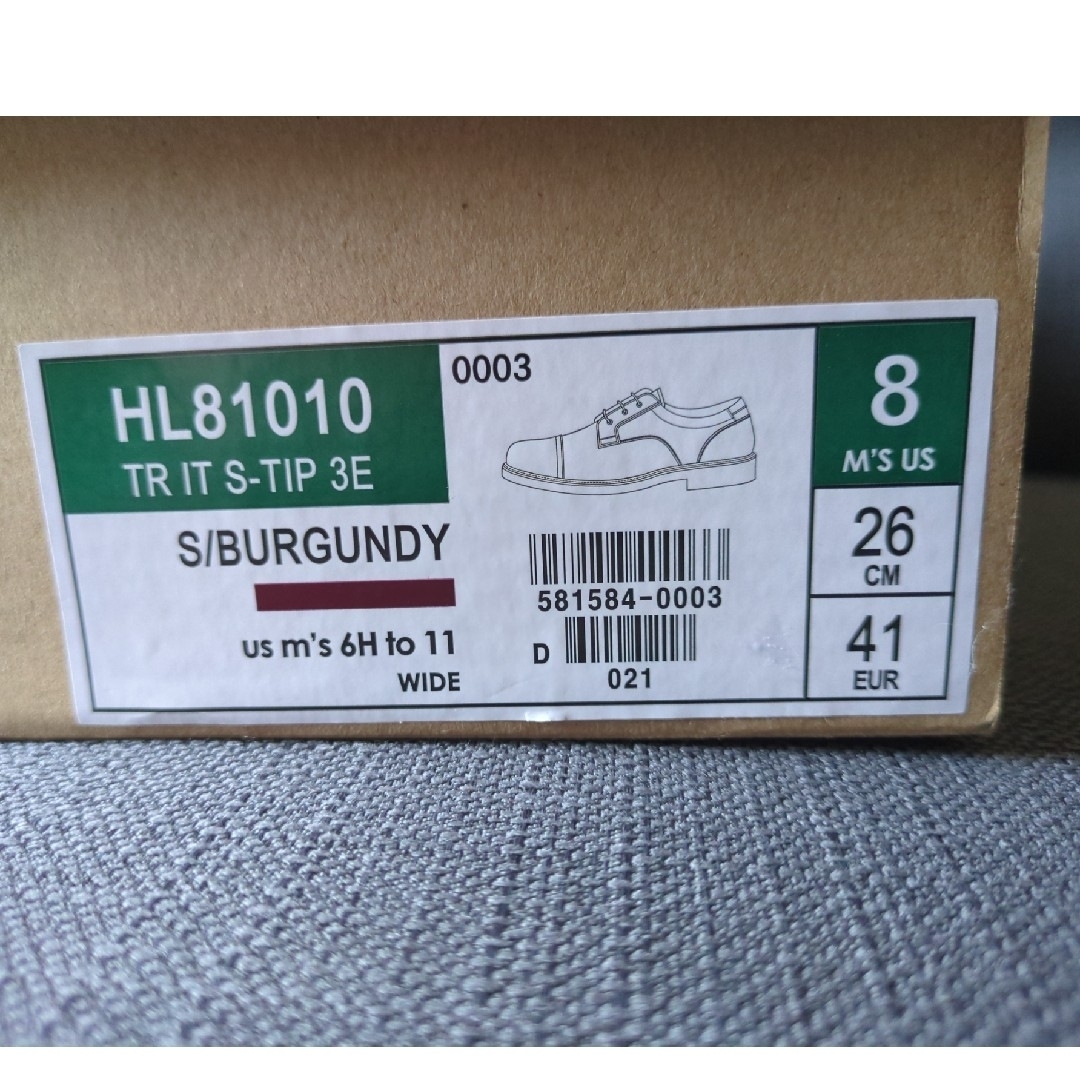 HL81010
TR IT S-TIP 3E
S/BURGUNDY
us m's 6H to 11
WIDE
0003
581584-0003
D
021
8
M'S US
26
CM
41
EUR